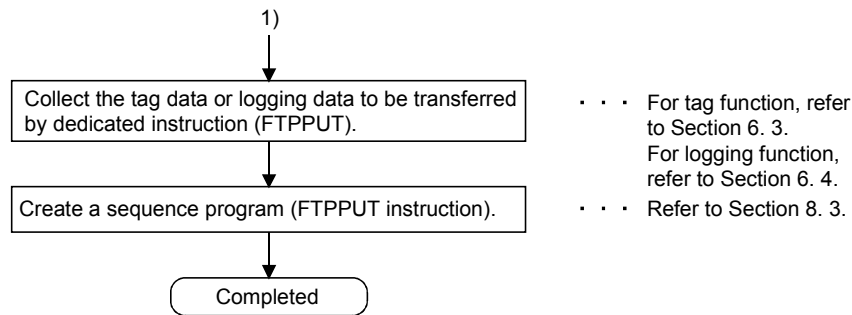 1)
Collect the tag data or logging data to be transferred
by dedicated instruction (FTPPUT).
· · · For tag function, refer
to Section 6. 3.
For logging function,
refer to Section 6. 4.
Create a sequence program (FTPPUT instruction).
· · · Refer to Section 8. 3.
Completed